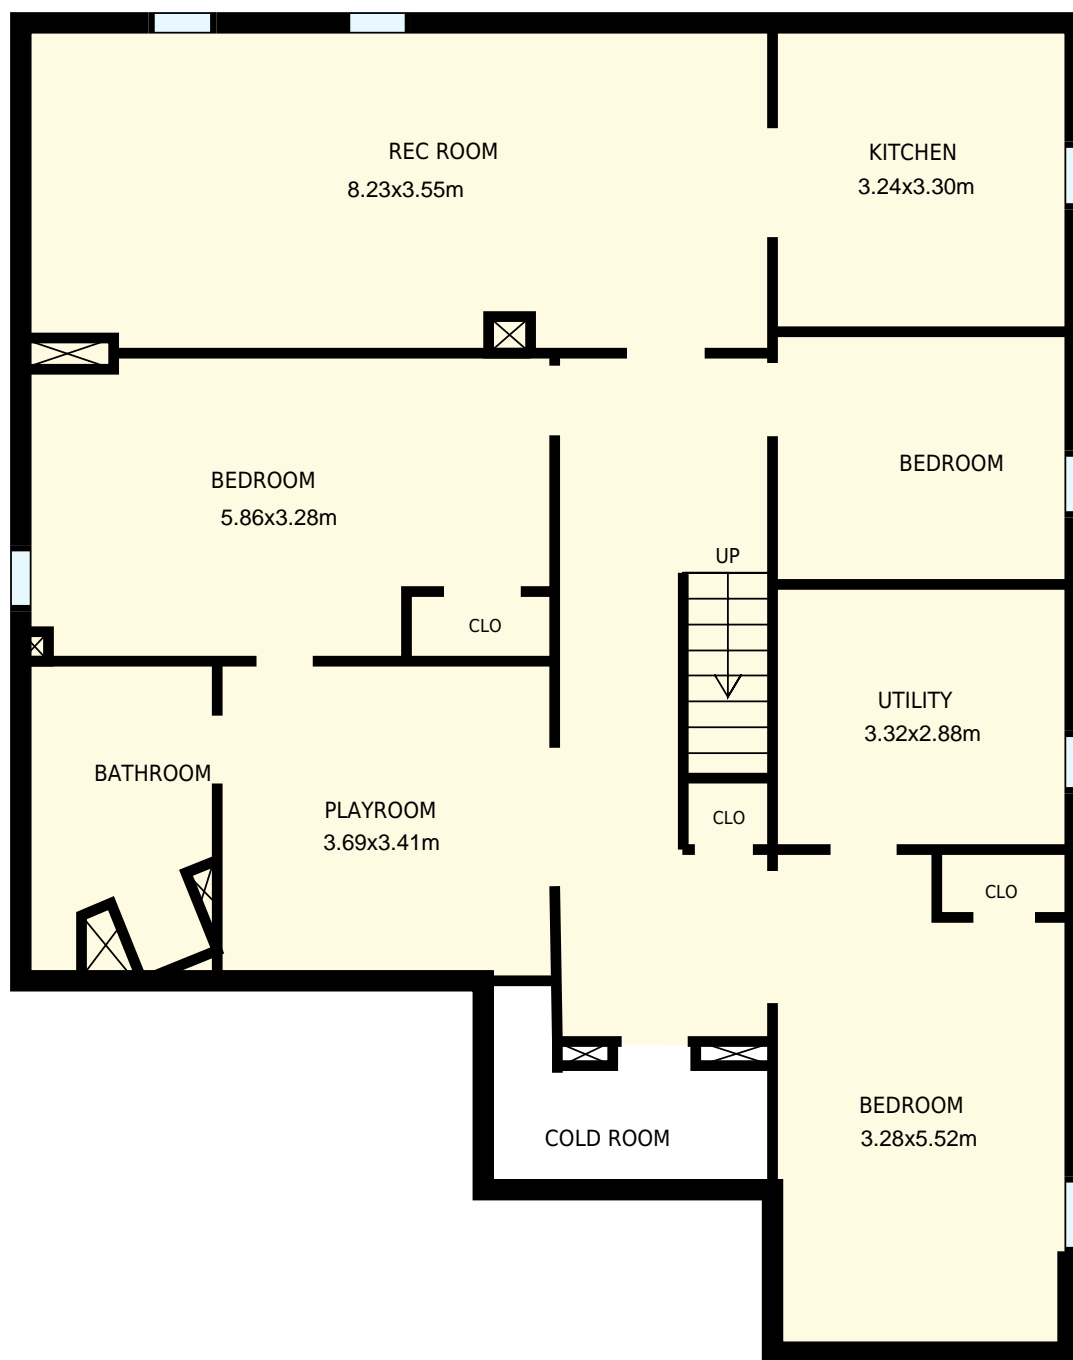 REC ROOM
8.23x3.55m
KITCHEN
3.24x3.30m
BEDROOM
5.86x3.28m
BEDROOM
UP
CLO
UTILITY
3.32x2.88m
BATHROOM
PLAYROOM
3.69x3.41m
CLO
CLO
BEDROOM
3.28x5.52m
COLD ROOM